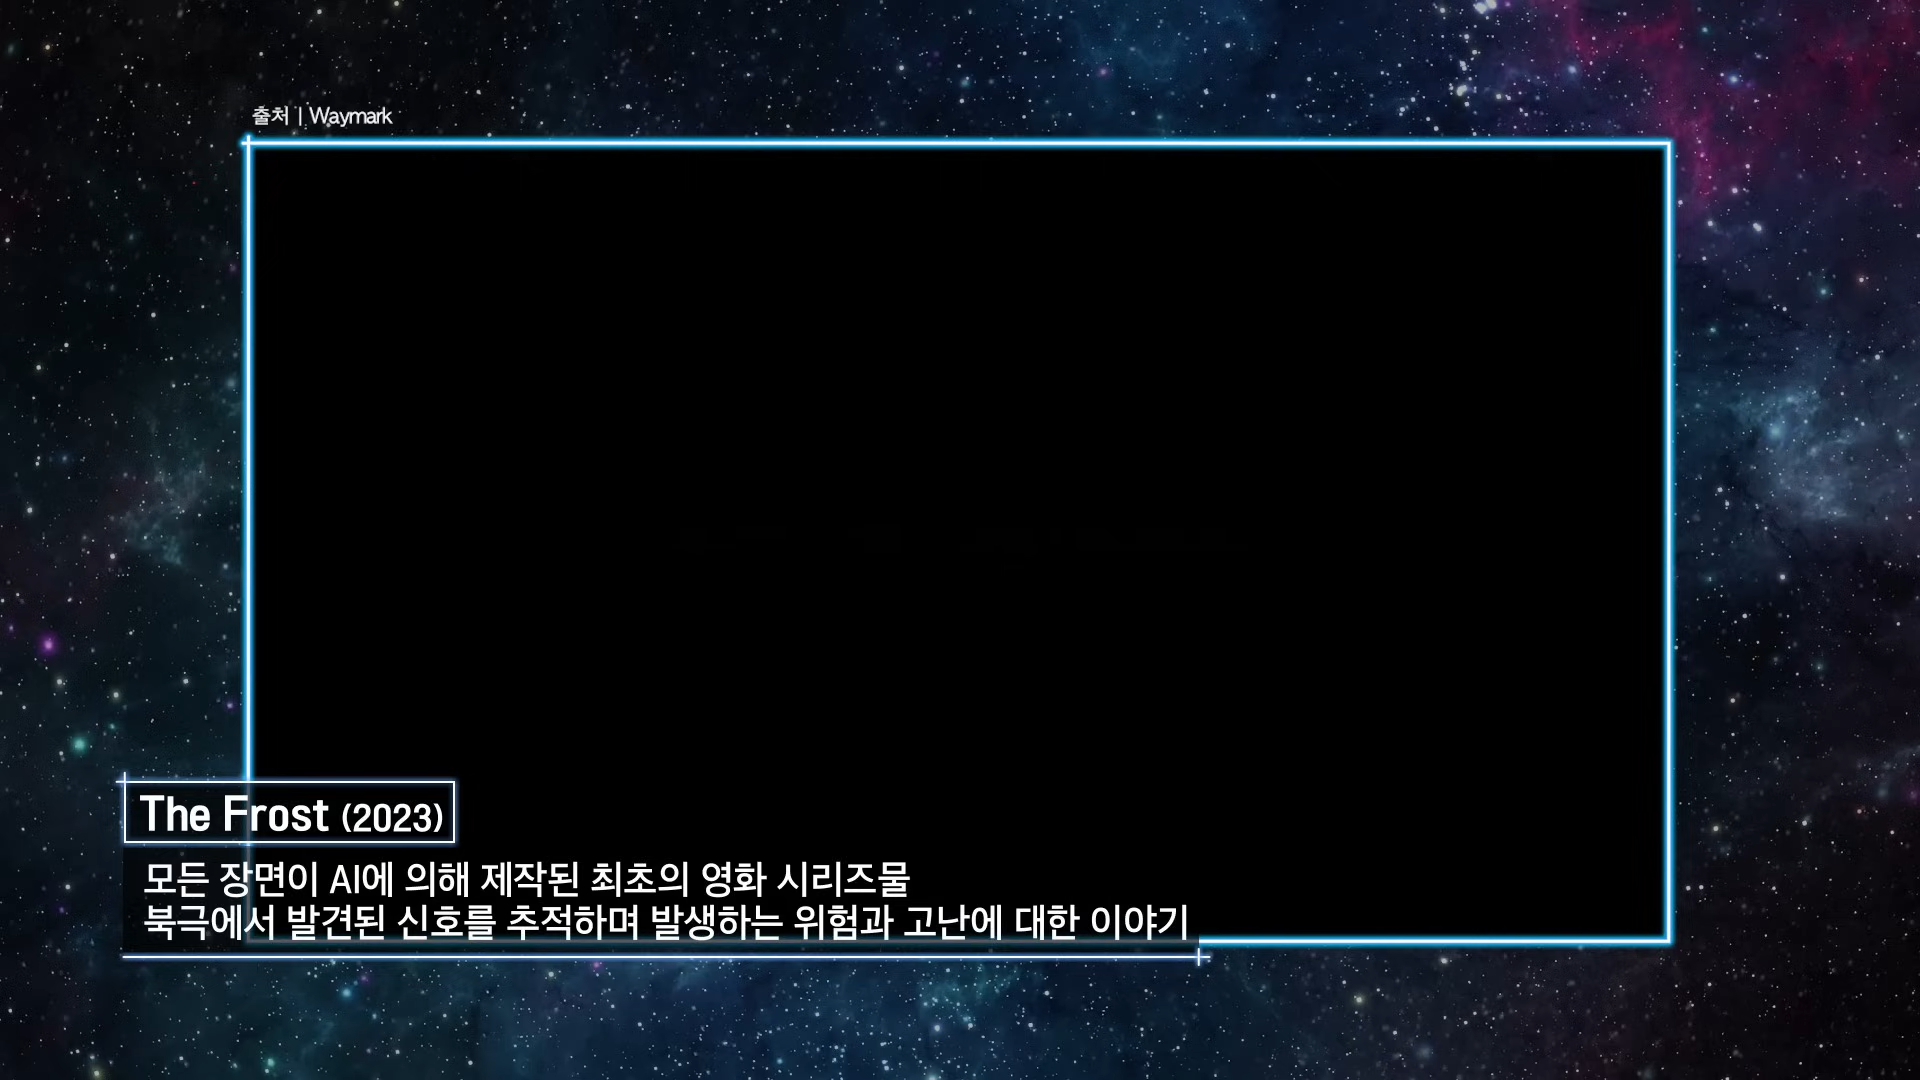 출처 | Waymark
The Frost (2023)
모든 장면이 AI에 의해 제작된 최초의 영화 시리즈물
북극에서 발견된 신호를 추적하며 발생하는 위험과 고난에 대한 이야기